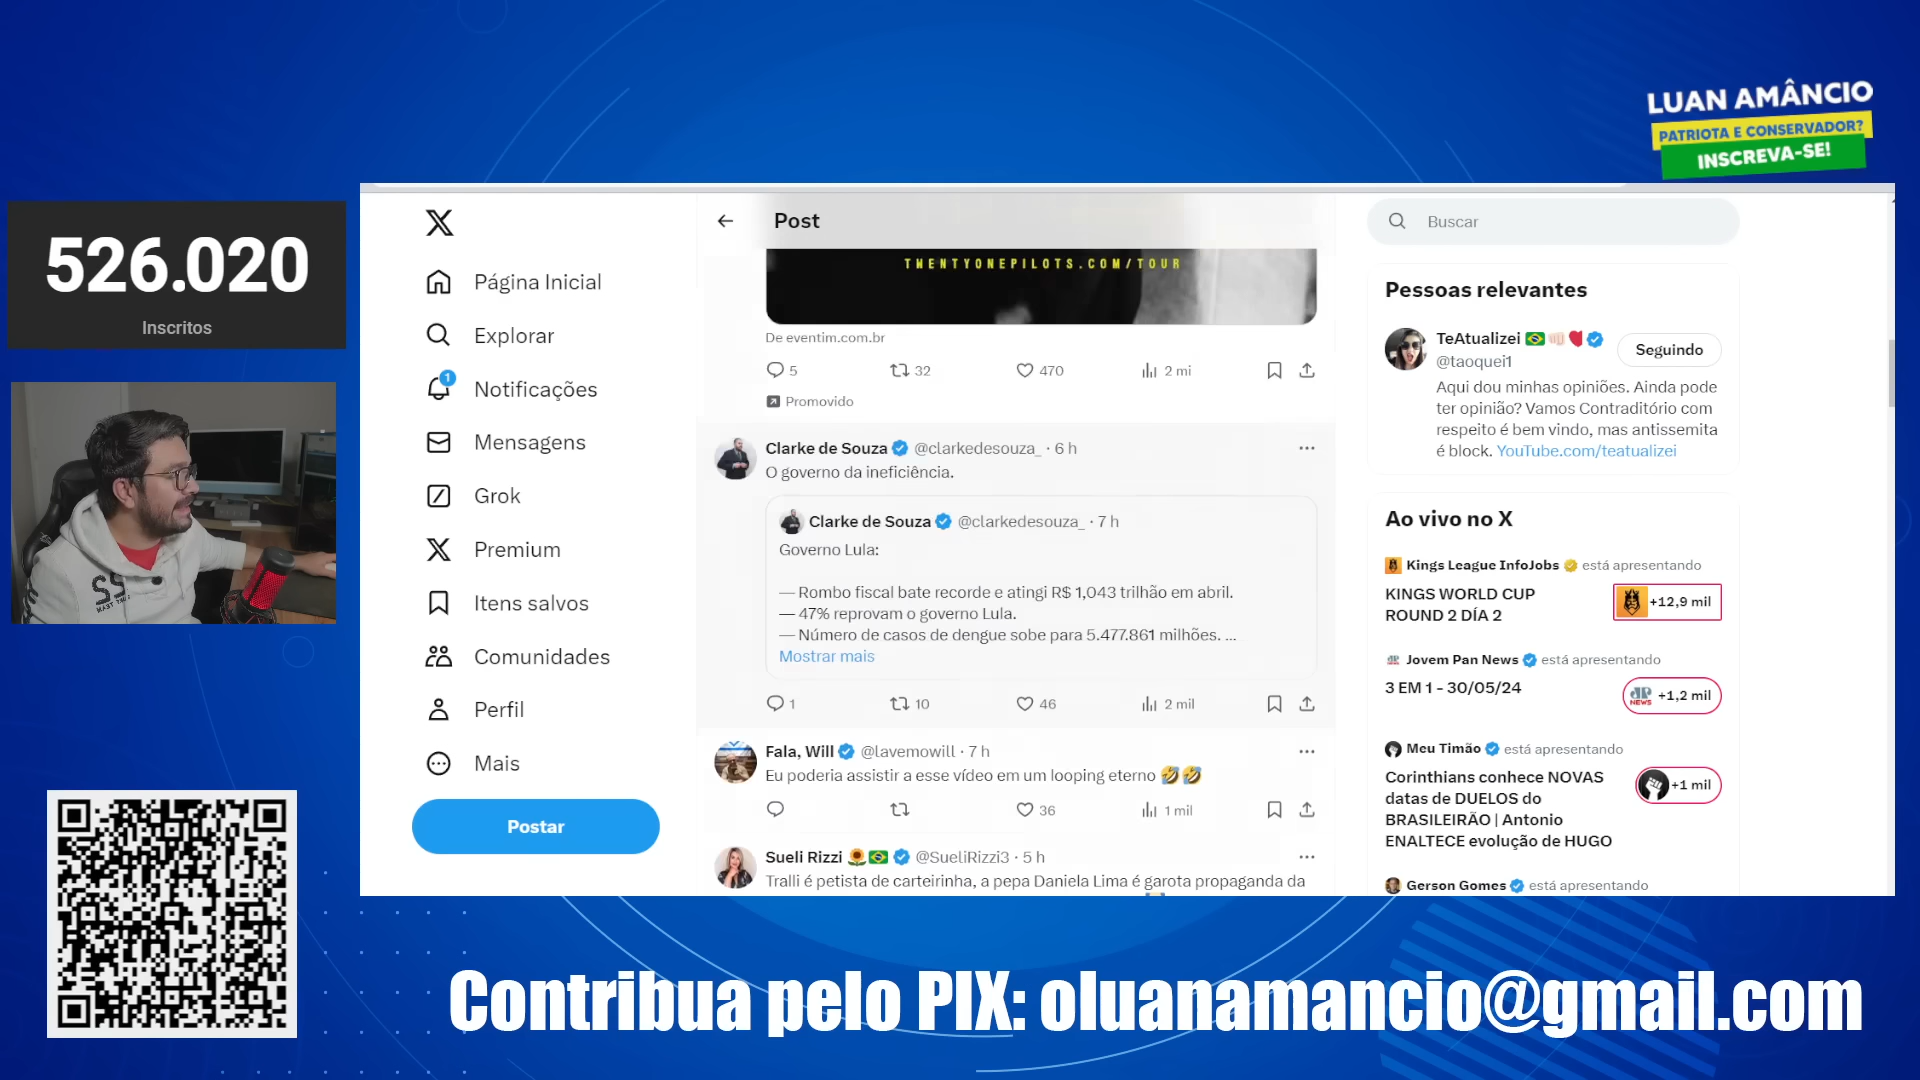 LUAN AMÂNCIO
PATRIOTA E CONSERVADOR?
INSCREVA-SE!
526.020
Inscritos
X
Página Inicial
Explorar
1
Notificações
Mensagens
Grok
Premium
Itens salvos
Comunidades
Perfil
Mais
Postar
Post
TWENTYONEPILOTS.COM/TOUR
De eventim.com.br
5 32 470 2 mi
Promovido
Clarke de Souza @clarkedesouza_ · 6 h
O governo da ineficiência.
Clarke de Souza @clarkedesouza_ · 7 h
Governo Lula:
— Rombo fiscal bate recorde e atingi R$ 1,043 trilhão em abril.
— 47% reprovam o governo Lula.
— Número de casos de dengue sobe para 5.477.861 milhões. ...
Mostrar mais
1 10 46 2 mil
Fala, Will @lavemowill · 7 h
Eu poderia assistir a esse vídeo em um looping eterno 🤣🤣
36 1 mil
Sueli Rizzi 🌻🇧🇷 @SueliRizzi3 · 5 h
Tralli é petista de carteirinha, a pepa Daniela Lima é garota propaganda da
Buscar
Pessoas relevantes
TeAtualizei
@taoquei1
Seguindo
Aqui dou minhas opiniões. Ainda pode
ter opinião? Vamos Contraditório com
respeito é bem vindo, mas antissemita
é block. YouTube.com/teatualizei
Ao vivo no X
Kings League InfoJobs está apresentando
KINGS WORLD CUP
ROUND 2 DÍA 2
+12,9 mil
Jovem Pan News está apresentando
3 EM 1 - 30/05/24
JP
NEWS
+1,2 mil
Meu Timão está apresentando
Corinthians conhece NOVAS
datas de DUELOS do
BRASILEIRÃO | Antonio
ENALTECE evolução de HUGO
+1 mil
Gerson Gomes está apresentando
Contribua pelo PIX: oluanamancio@gmail.com